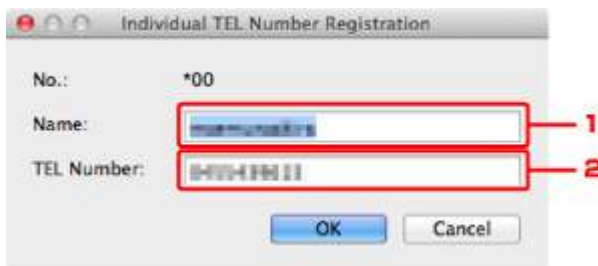 Individual TEL Number Registration
No.: *00
Name: 1
TEL Number: 2
OK Cancel